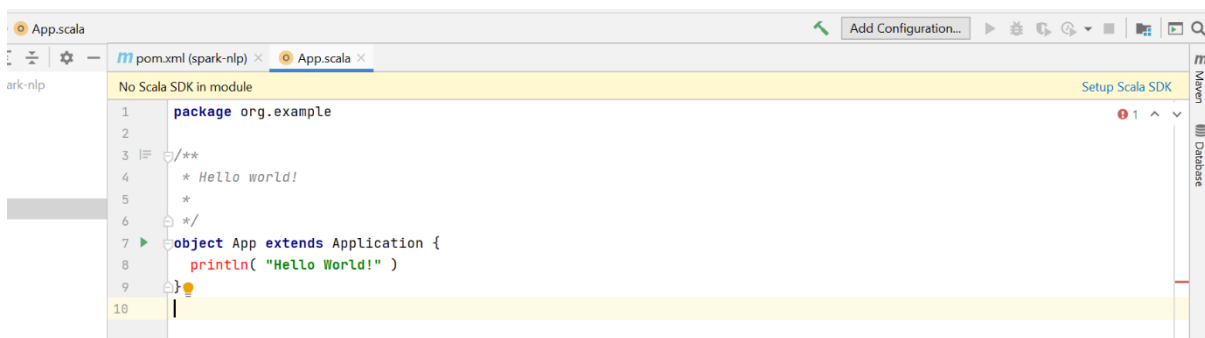 App.scala
Add Configuration...
m pom.xml (spark-nlp) App.scala
ark-nlp
No Scala SDK in module Setup Scala SDK
1 package org.example
1
2
3 /**
4 * Hello world!
5 *
6 */
7 object App extends Application {
8 println( "Hello World!" )
9 }
10
m Maven
Database